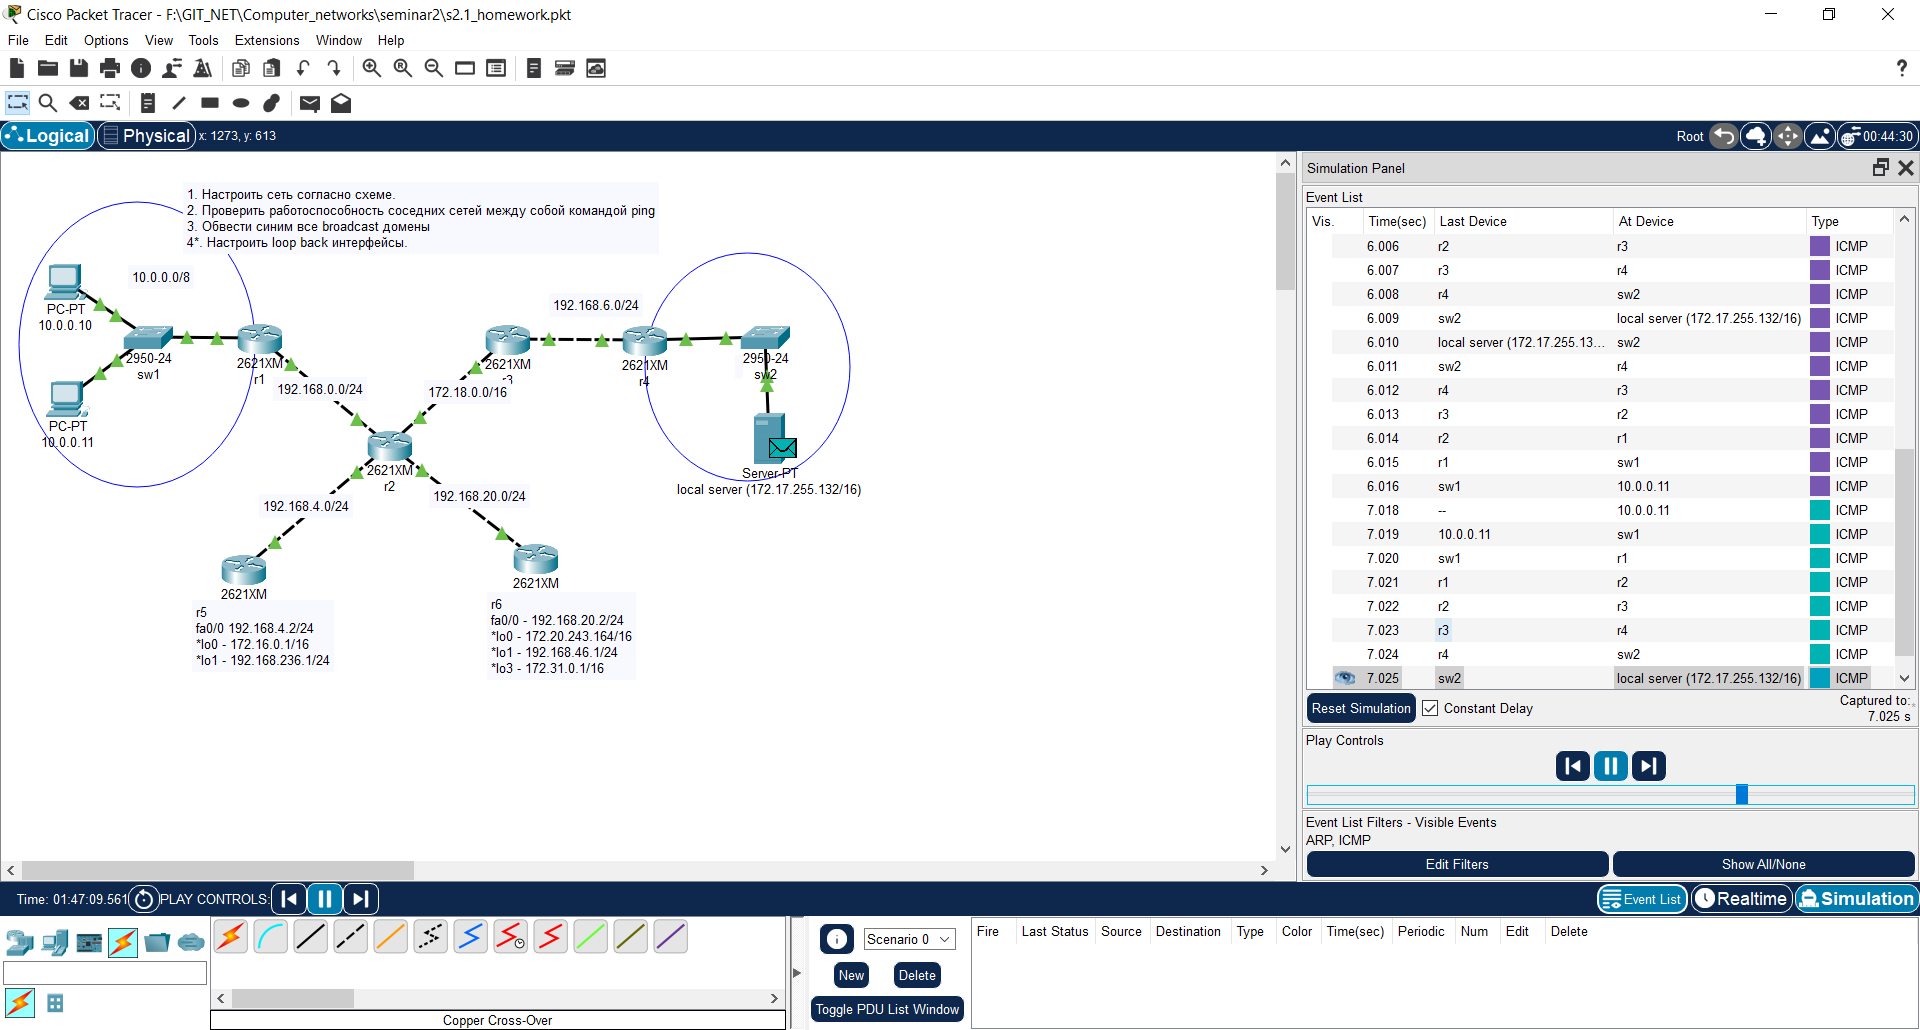 Cisco Packet Tracer - F:\GIT_NET\Computer_networks\seminar2\s2.1_homework.pkt
File Edit Options View Tools Extensions Window Help
?
Logical Physical x: 1273, y: 613 Root 00:44:30
1. Настроить сеть согласно схеме.
2. Проверить работоспособность соседних сетей между собой командой ping
3. Обвести синим все broadcast домены
4*. Настроить loop back интерфейсы.
10.0.0.0/8
PC-PT
10.0.0.10
2950-24
sw1
PC-PT
10.0.0.11
2621XM
r1
192.168.0.0/24
2621XM
r3
172.18.0.0/16
192.168.6.0/24
2621XM
r4
2950-24
sw2
Server-PT
local server (172.17.255.132/16)
2621XM
r2
192.168.4.0/24
192.168.20.0/24
2621XM
r5
fa0/0 192.168.4.2/24
*lo0 - 172.16.0.1/16
*lo1 - 192.168.236.1/24
2621XM
r6
fa0/0 - 192.168.20.2/24
*lo0 - 172.20.243.164/16
*lo1 - 192.168.46.1/24
*lo3 - 172.31.0.1/16
Simulation Panel
Event List
Vis. Time(sec) Last Device At Device Type
6.006 r2 r3 ICMP
6.007 r3 r4 ICMP
6.008 r4 sw2 ICMP
6.009 sw2 local server (172.17.255.132/16) ICMP
6.010 local server (172.17.255.13... sw2 ICMP
6.011 sw2 r4 ICMP
6.012 r4 r3 ICMP
6.013 r3 r2 ICMP
6.014 r2 r1 ICMP
6.015 r1 sw1 ICMP
6.016 sw1 10.0.0.11 ICMP
7.018 -- 10.0.0.11 ICMP
7.019 10.0.0.11 sw1 ICMP
7.020 sw1 r1 ICMP
7.021 r1 r2 ICMP
7.022 r2 r3 ICMP
7.023 r3 r4 ICMP
7.024 r4 sw2 ICMP
7.025 sw2 local server (172.17.255.132/16) ICMP
Reset Simulation Constant Delay Captured to:
7.025 s
Play Controls
Event List Filters - Visible Events
ARP, ICMP
Edit Filters Show All/None
Time: 01:47:09.561 PLAY CONTROLS: Event List Realtime Simulation
Scenario 0
New Delete
Toggle PDU List Window
Fire Last Status Source Destination Type Color Time(sec) Periodic Num Edit Delete
Copper Cross-Over